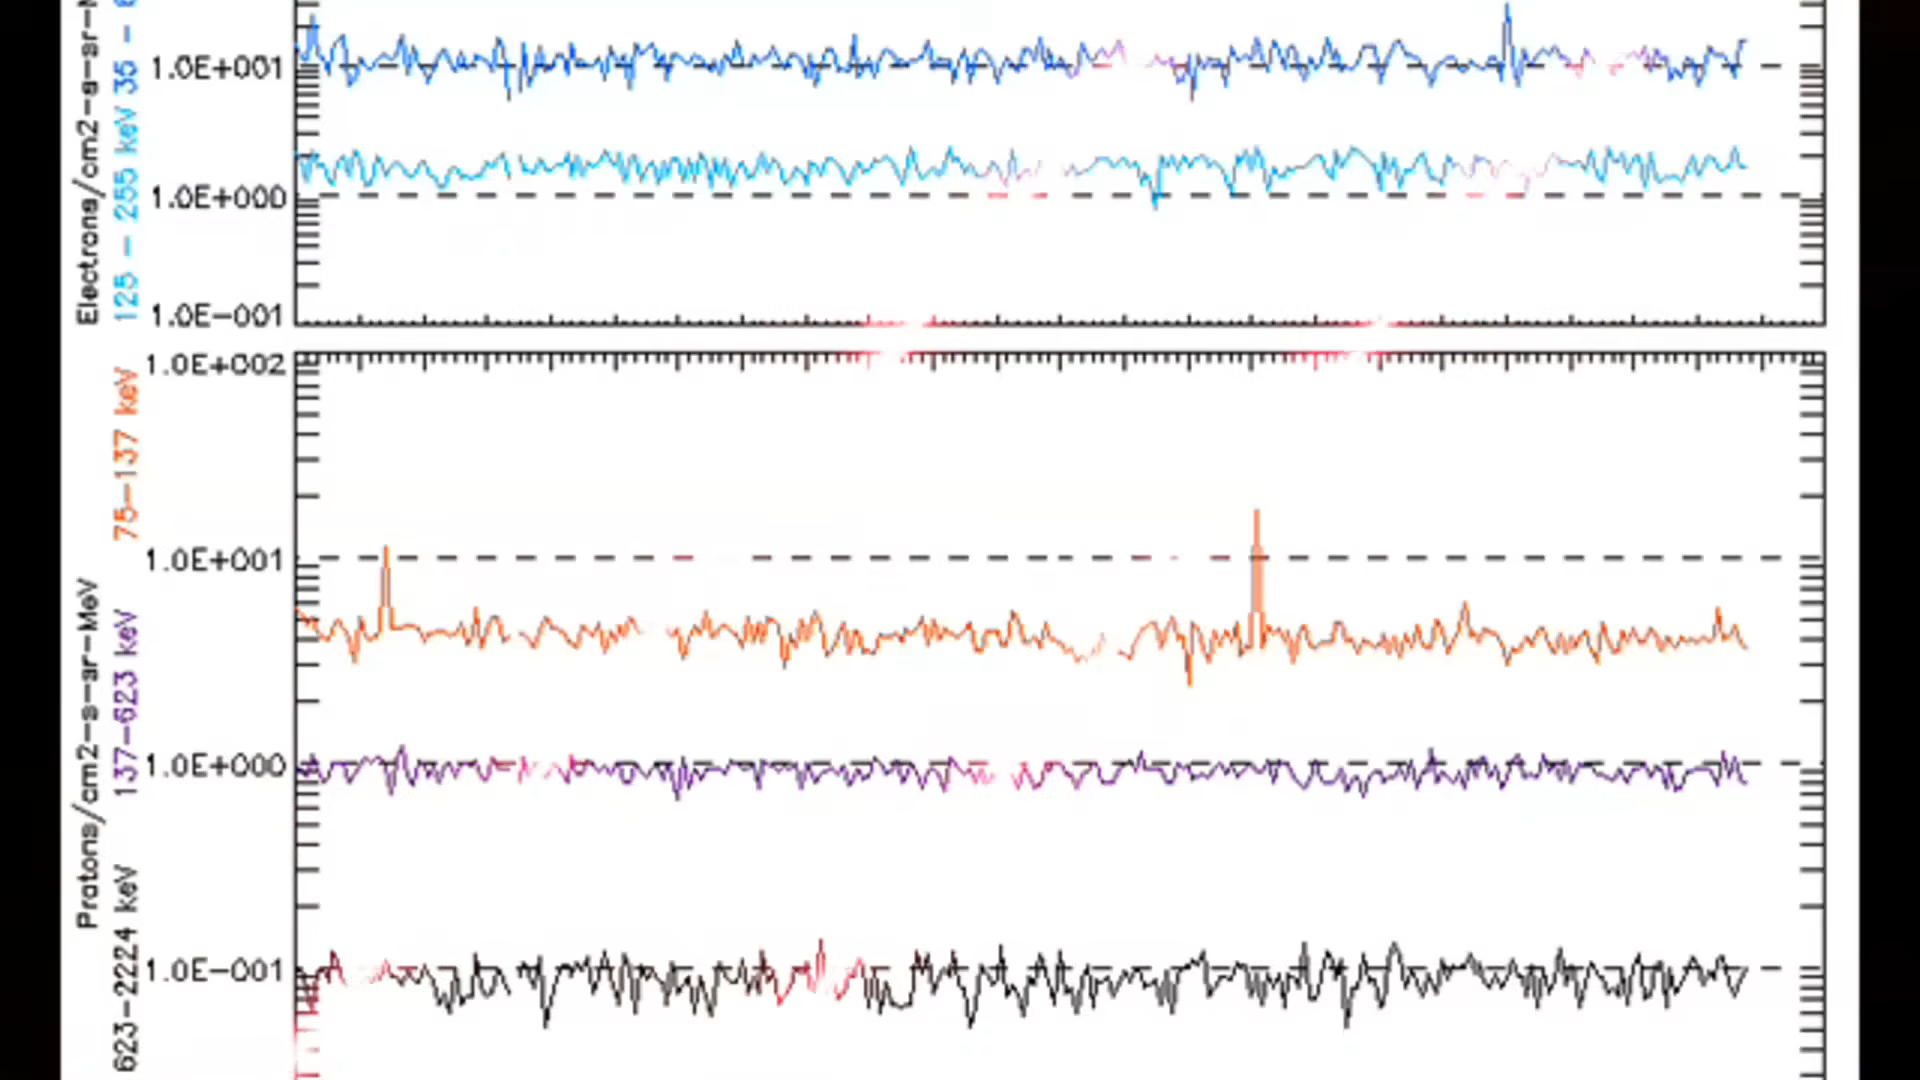 Electrons/cm2-s-sr-
125 - 255 keV 35 -
1.0E+001
1.0E+000
1.0E-001
Protons/cm2-s-sr-MeV
75-137 keV
137-623 keV
623-2224 keV
1.0E+002
1.0E+001
1.0E+000
1.0E-001